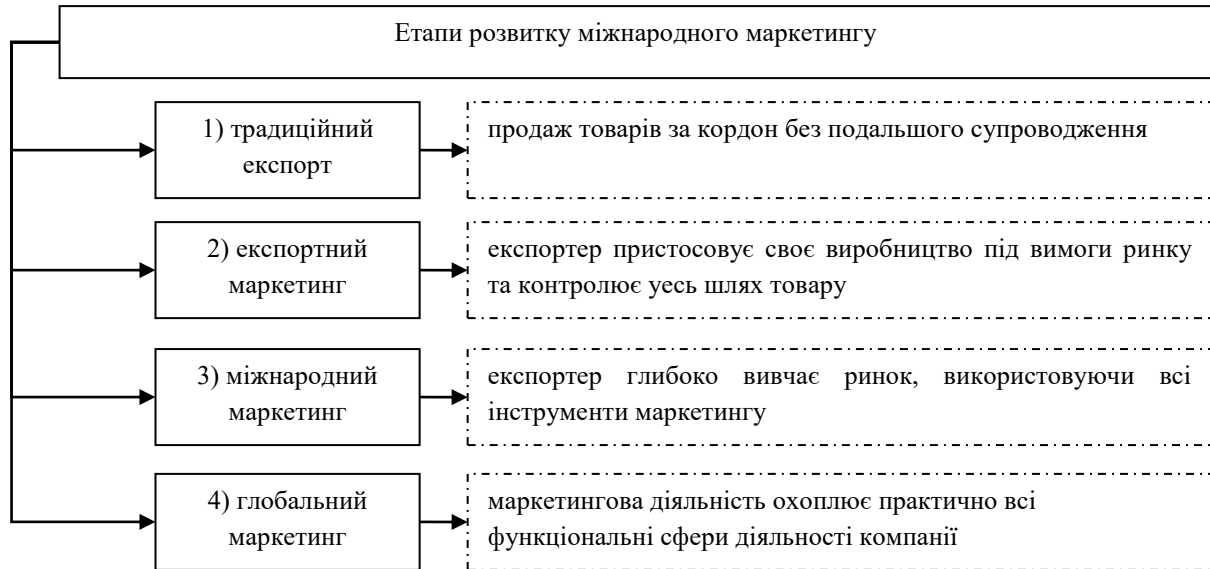 Етапи розвитку міжнародного маркетингу
1) традиційний
експорт
продаж товарів за кордон без подальшого супроводження
2) експортний
маркетинг
експортер пристосовує своє виробництво під вимоги ринку
та контролює уесь шлях товару
3) міжнародний
маркетинг
експортер глибоко вивчає ринок, використовуючи всі
інструменти маркетингу
4) глобальний
маркетинг
маркетингова діяльність охоплює практично всі
функціональні сфери діяльності компанії